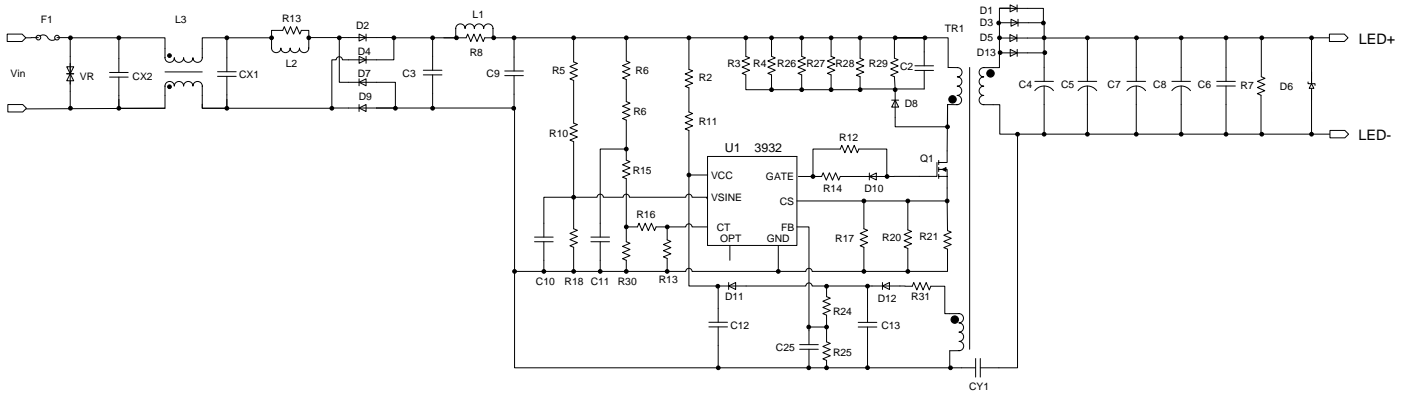 F1
L3
R13
D2
L1
TR1
D1
D3
D5
D13
LED+
Vin
VR
CX2
CX1
L2
D4
D7
D9
C3
R8
C9
R5
R6
R2
R3
R4
R26
R27
R28
R29
C2
D8
C4
C5
C7
C8
C6
R7
D6
R10
R6
R11
LED-
U1 3932
R12
Q1
R15
VCC
GATE
R14
D10
VSINE
CS
R16
CT
FB
OPT
GND
R17
R20
R21
C10
R18
C11
R30
R13
D11
D12
R31
R24
C12
C13
C25
R25
CY1